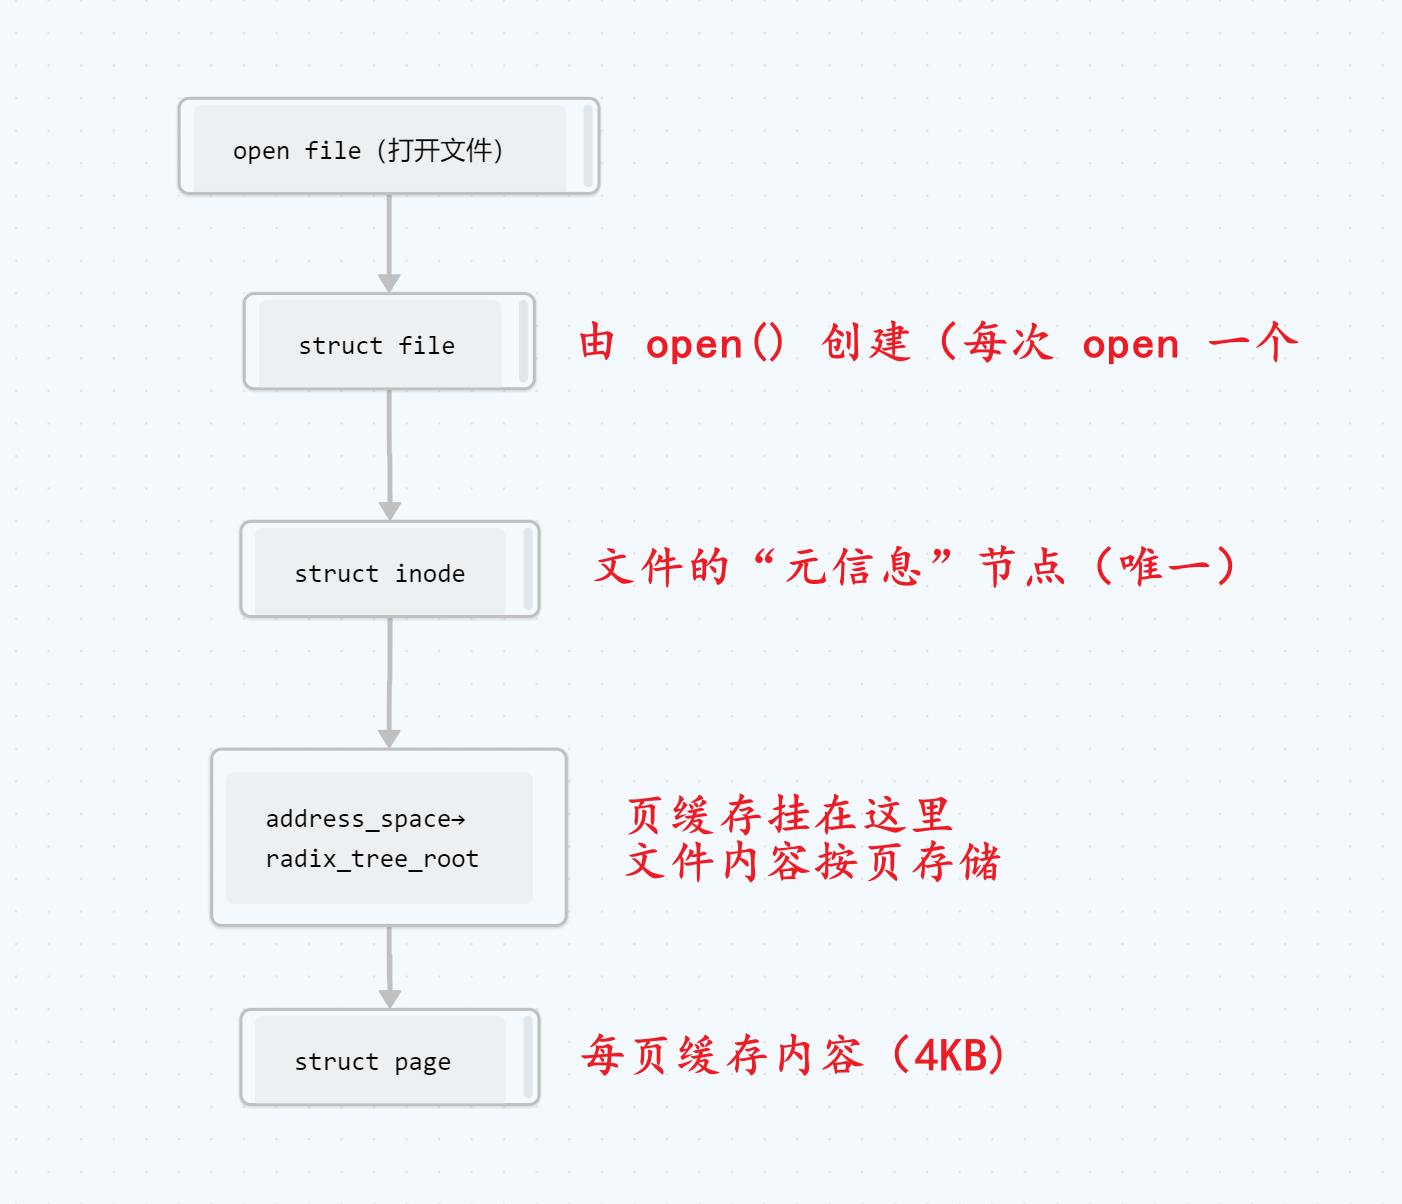 open file（打开文件）
struct file
由 open() 创建（每次 open 一个
struct inode
文件的“元信息”节点（唯一）
address_space→
radix_tree_root
页缓存挂在这里
文件内容按页存储
struct page
每页缓存内容（4KB）